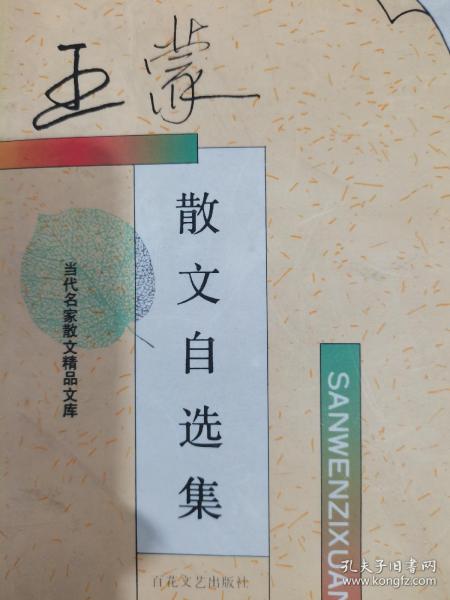 王蒙
散文自选集
当代名家散文精品文库
SANWENZIXUAN
百花文艺出版社
孔夫子旧书网
www.kongfz.com